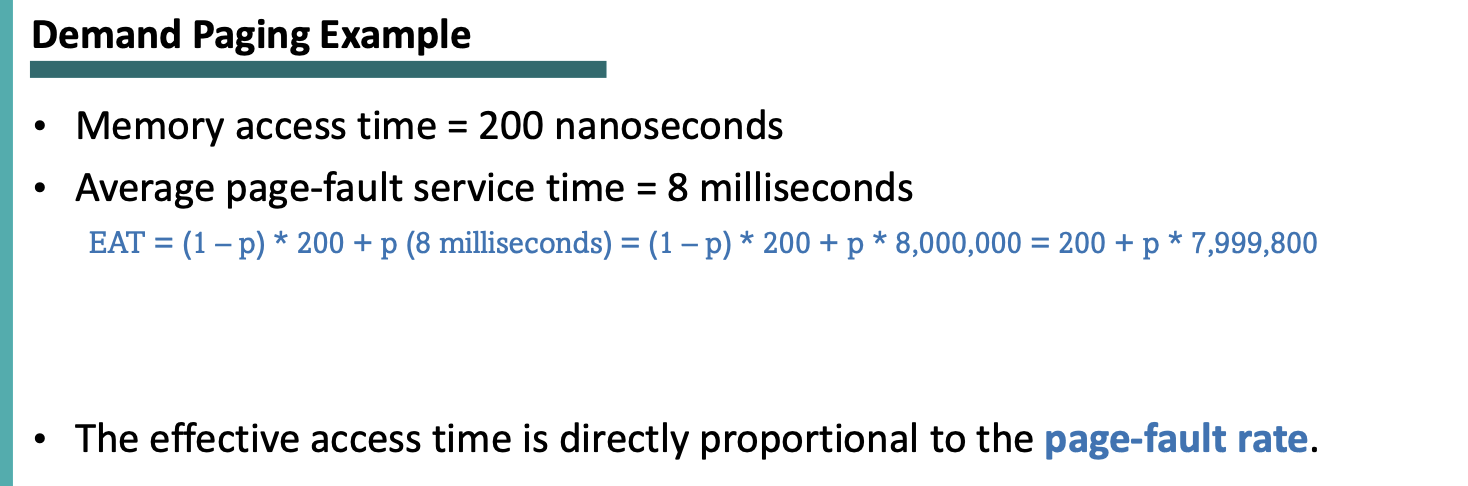 Demand Paging Example
• Memory access time = 200 nanoseconds
• Average page-fault service time = 8 milliseconds
EAT = (1 – p) * 200 + p (8 milliseconds) = (1 – p) * 200 + p * 8,000,000 = 200 + p * 7,999,800
• The effective access time is directly proportional to the page-fault rate.